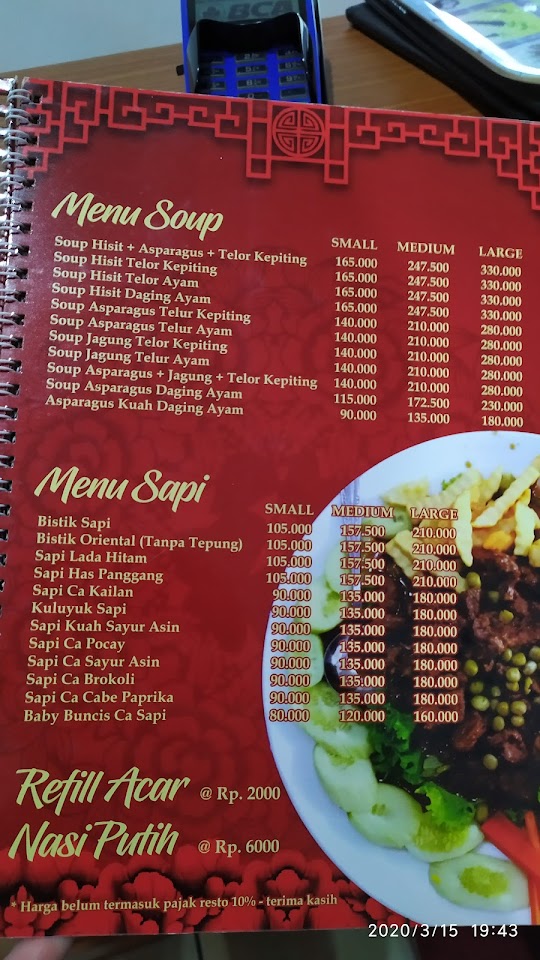 BCA
Menu Soup
SMALL MEDIUM LARGE
Soup Hisit + Asparagus + Telor Kepiting 165.000 247.500 330.000
Soup Hisit Telor Kepiting 165.000 247.500 330.000
Soup Hisit Telor Ayam 165.000 247.500 330.000
Soup Hisit Daging Ayam 165.000 247.500 330.000
Soup Asparagus Telur Kepiting 140.000 210.000 280.000
Soup Asparagus Telur Ayam 140.000 210.000 280.000
Soup Jagung Telor Kepiting 140.000 210.000 280.000
Soup Jagung Telur Ayam 140.000 210.000 280.000
Soup Asparagus + Jagung + Telor Kepiting 140.000 210.000 280.000
Soup Asparagus Daging Ayam 115.000 172.500 230.000
Asparagus Kuah Daging Ayam 90.000 135.000 180.000
Menu Sapi
SMALL MEDIUM LARGE
Bistik Sapi 105.000 157.500 210.000
Bistik Oriental (Tanpa Tepung) 105.000 157.500 210.000
Sapi Lada Hitam 105.000 157.500 210.000
Sapi Has Panggang 105.000 157.500 210.000
Sapi Ca Kailan 90.000 135.000 180.000
Kuluyuk Sapi 90.000 135.000 180.000
Sapi Kuah Sayur Asin 90.000 135.000 180.000
Sapi Ca Pocay 90.000 135.000 180.000
Sapi Ca Sayur Asin 90.000 135.000 180.000
Sapi Ca Brokoli 90.000 135.000 180.000
Sapi Ca Cabe Paprika 90.000 135.000 180.000
Baby Buncis Ca Sapi 80.000 120.000 160.000
Refill Acar @ Rp. 2000
Nasi Putih @ Rp. 6000
* Harga belum termasuk pajak resto 10% - terima kasih
2020/3/15 19:43